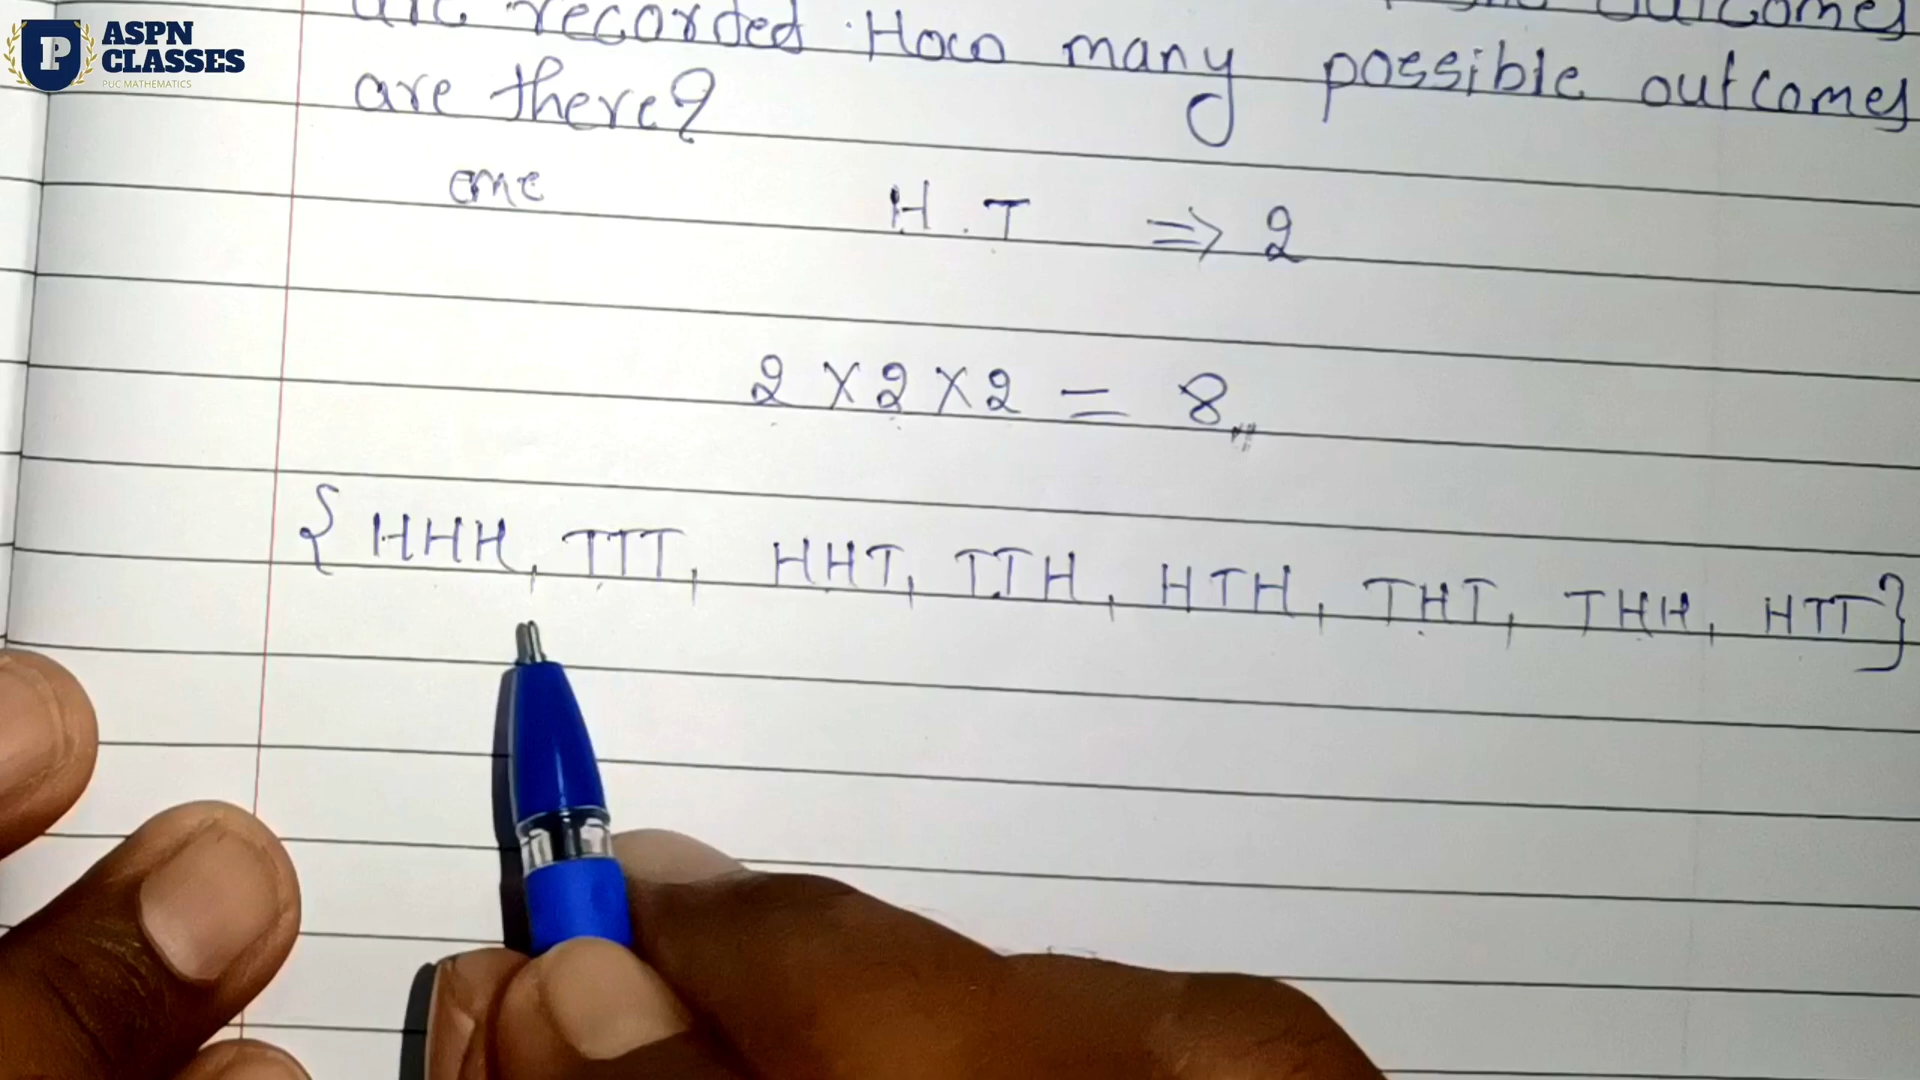 ASPN
CLASSES
PUC MATHEMATICS
are recorded. How many possible outcomes
are there?
one H. T ⇒ 2
2 X 2 X 2 = 8
{ HHH, TTT, HHT, TTH, HTH, THT, THH, HTT}